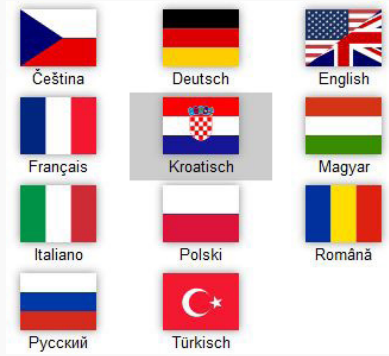 Čeština
Deutsch
English
Français
Kroatisch
Magyar
Italiano
Polski
Română
Русский
Türkisch